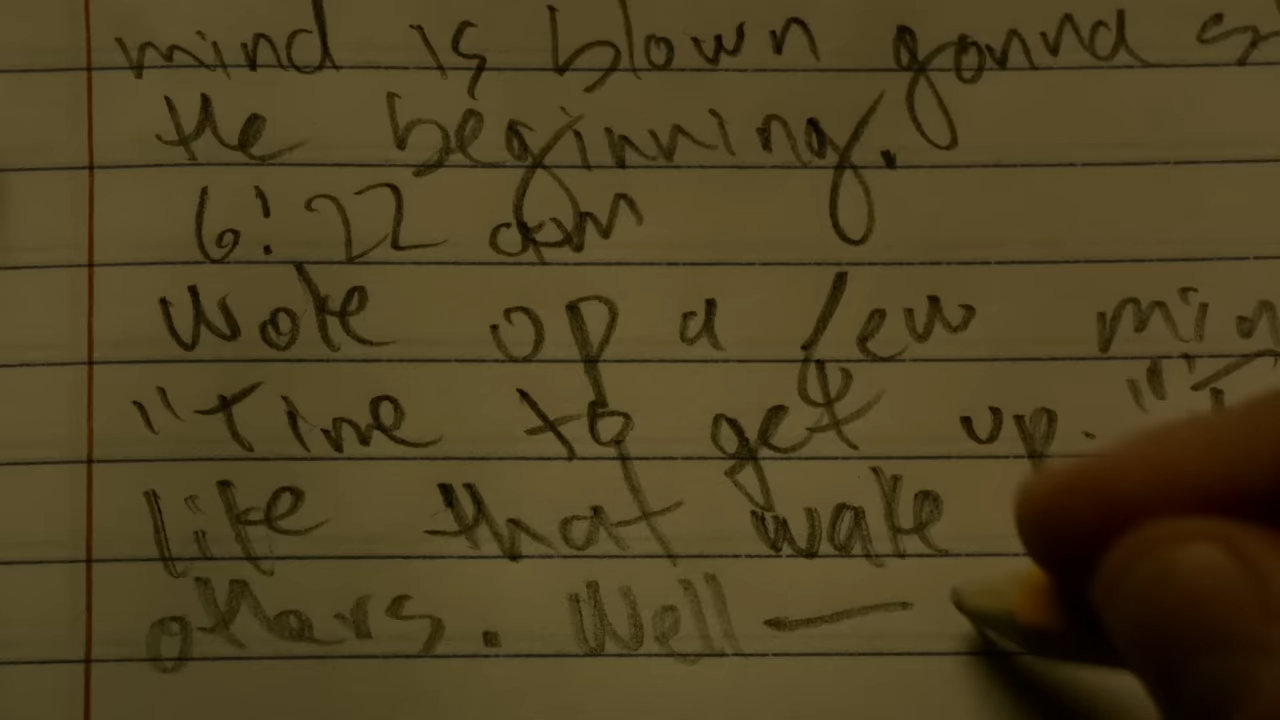 mind is blown gonna s
the beginning.
6:22 am
Woke up a few min
"Time to get up." "T
like that wake
others. Well —